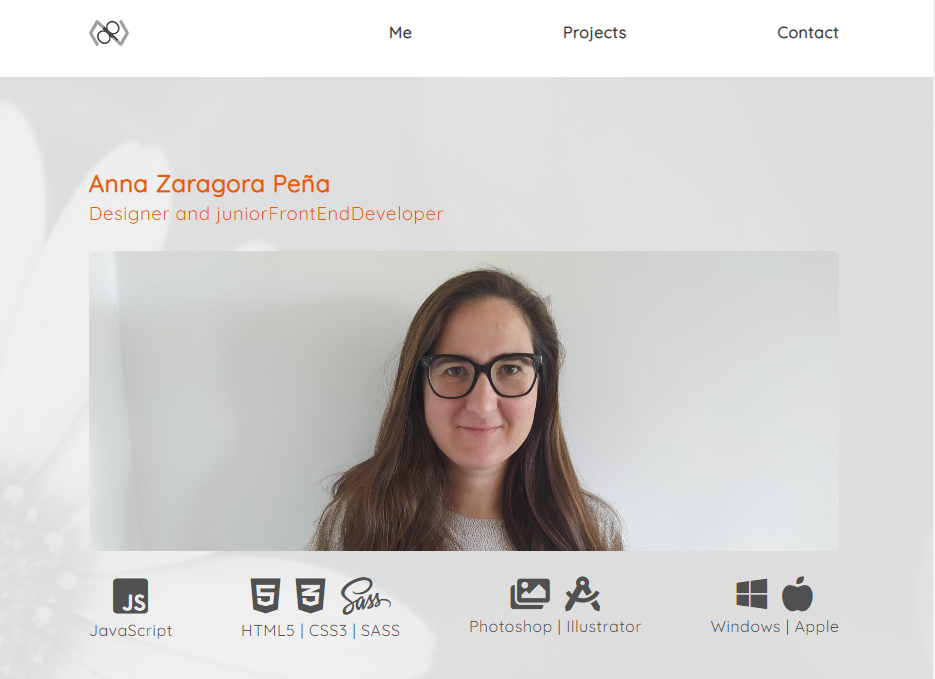 Me Projects Contact
Anna Zaragora Peña
Designer and juniorFrontEndDeveloper
JS 5 3 Sass
JavaScript HTML5 | CSS3 | SASS Photoshop | Illustrator Windows | Apple